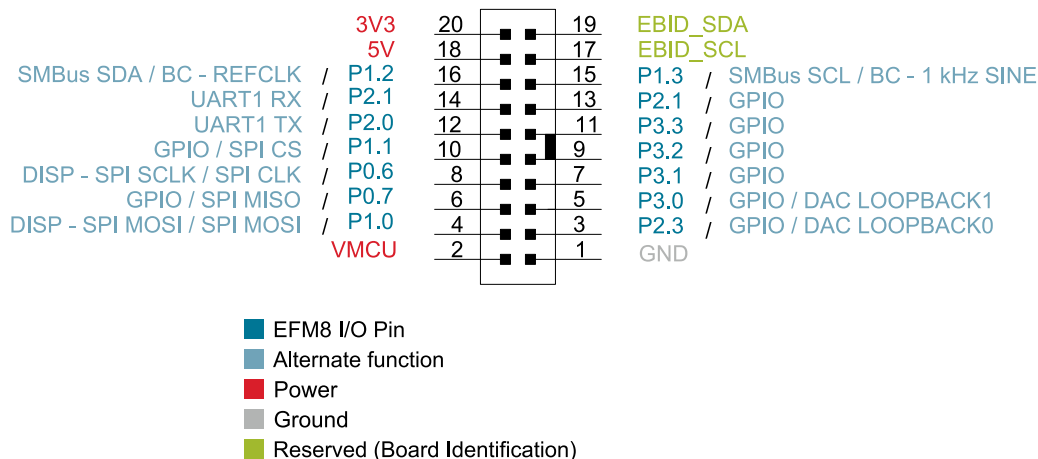 3V3 20 19 EBID_SDA
5V 18 17 EBID_SCL
SMBus SDA / BC - REFCLK / P1.2 16 15 P1.3 / SMBus SCL / BC - 1 kHz SINE
UART1 RX / P2.1 14 13 P2.1 / GPIO
UART1 TX / P2.0 12 11 P3.3 / GPIO
GPIO / SPI CS / P1.1 10 9 P3.2 / GPIO
DISP - SPI SCLK / SPI CLK / P0.6 8 7 P3.1 / GPIO
GPIO / SPI MISO / P0.7 6 5 P3.0 / GPIO / DAC LOOPBACK1
DISP - SPI MOSI / SPI MOSI / P1.0 4 3 P2.3 / GPIO / DAC LOOPBACK0
VMCU 2 1 GND
EFM8 I/O Pin
Alternate function
Power
Ground
Reserved (Board Identification)